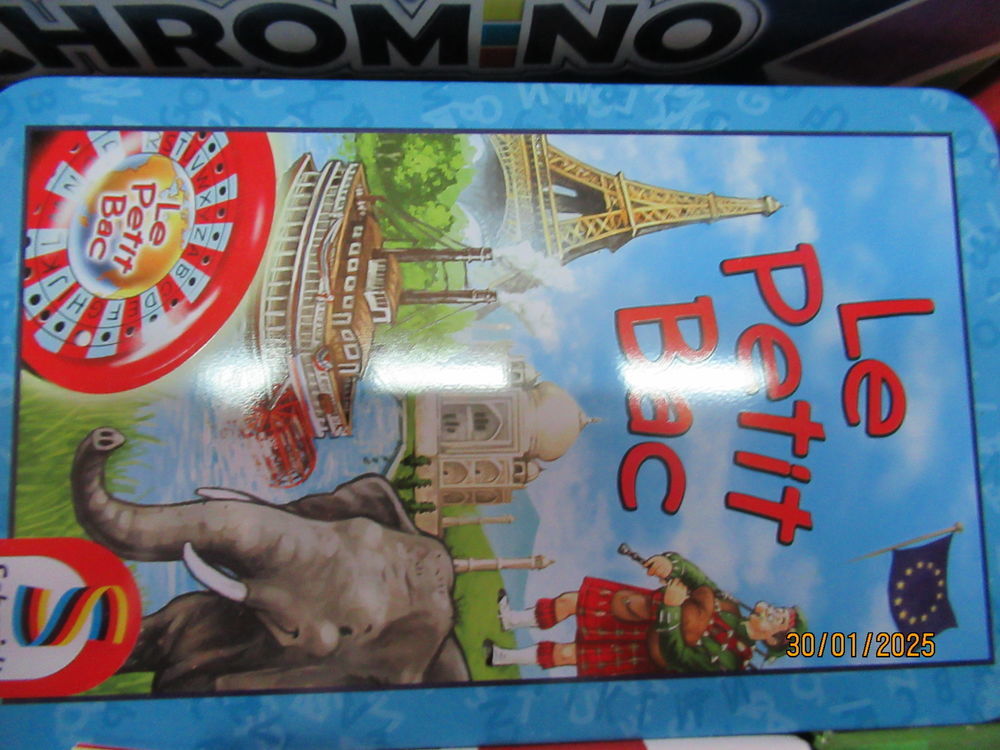 CHROMINO
Le
Petit
Bac
Le
Petit
Bac
30/01/2025